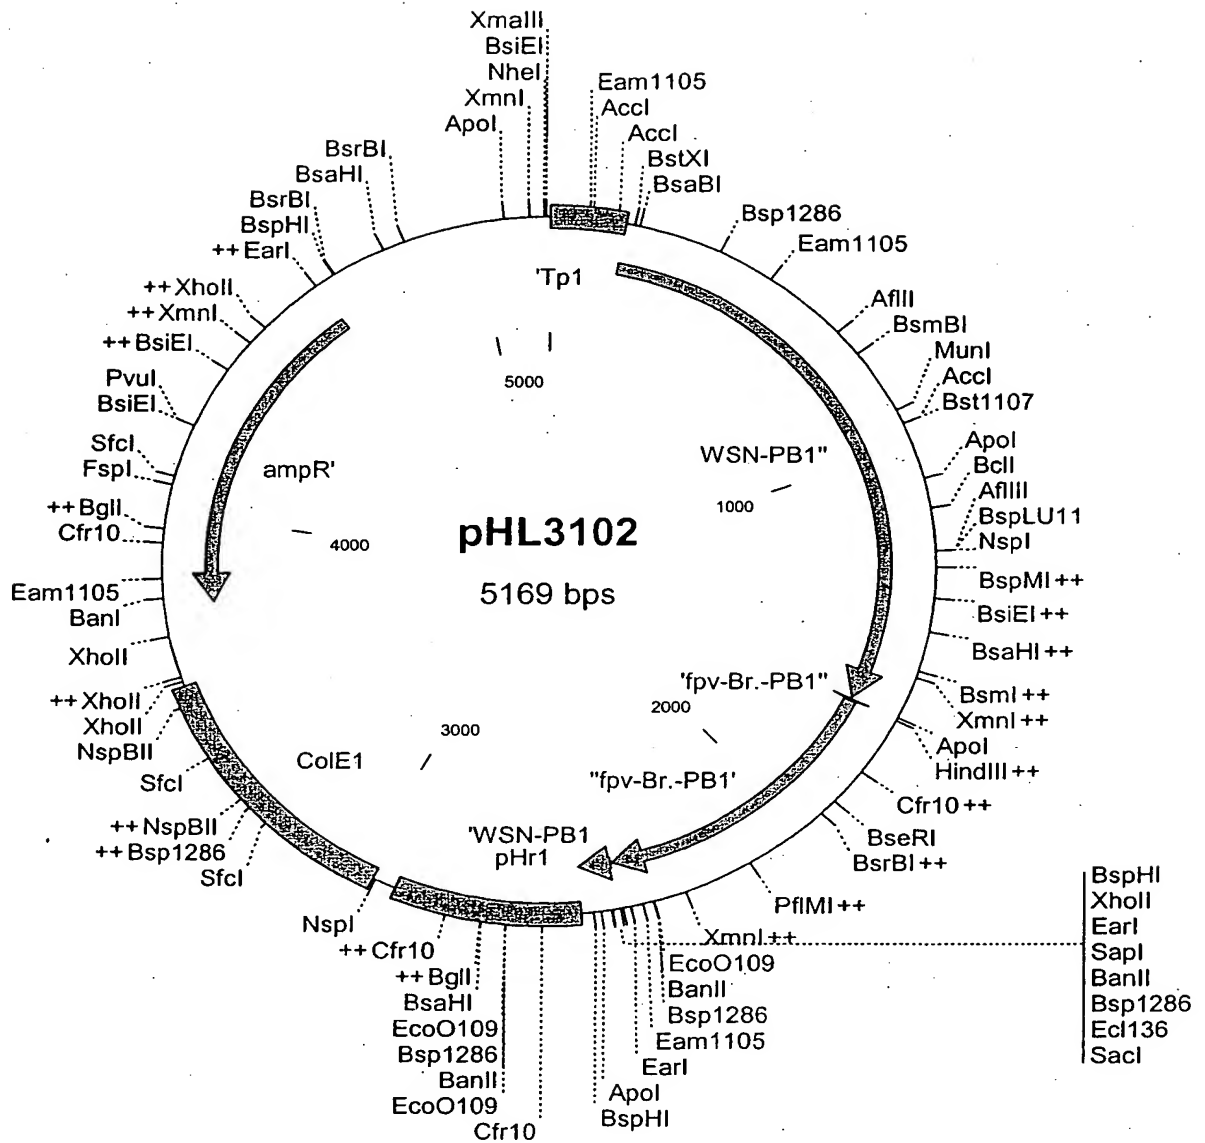 XmaIII
BsiEI
NheI
XmnI
ApoI
Eam1105
AccI
AccI
BstXI
BsaBI
BsrBI
BsaHI
BsrBI
BspHI
++EarI
++XhoII
++XmnI
++BsiEI
PvuI
BsiEI
SfcI
FspI
++BglI
Cfr10
Eam1105
BanI
XhoII
++XhoII
XhoII
NspBII
SfcI
++NspBII
++Bsp1286
SfcI
NspI
++Cfr10
++BglI
BsaHI
EcoO109
Bsp1286
BanII
EcoO109
Cfr10
Bsp1286
Eam1105
AflII
BsmBI
MunI
AccI
Bst1107
ApoI
BclI
AflIII
BspLU11
NspI
BspMI++
BsiEI++
BsaHI++
BsmI++
XmnI++
ApoI
HindIII++
Cfr10++
BseRI
BsrBI++
PflMI++
XmnI++
EcoO109
BanII
Bsp1286
Eam1105
EarI
ApoI
BspHI
BspHI
XhoII
EarI
SapI
BanII
Bsp1286
Ecl136
SacI
'Tp1
5000
ampR'
WSN-PB1"
1000
4000
pHL3102
5169 bps
'fpv-Br.-PB1"
2000
3000
ColE1
"fpv-Br.-PB1'
'WSN-PB1
pHr1